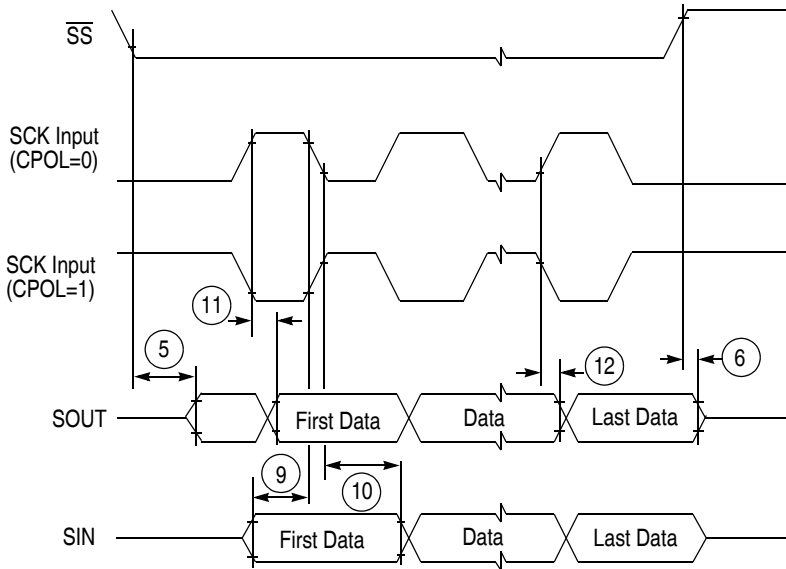 SS
SCK Input
(CPOL=0)
SCK Input
(CPOL=1)
11
5
12
6
SOUT
First Data
Data
Last Data
9
10
SIN
First Data
Data
Last Data